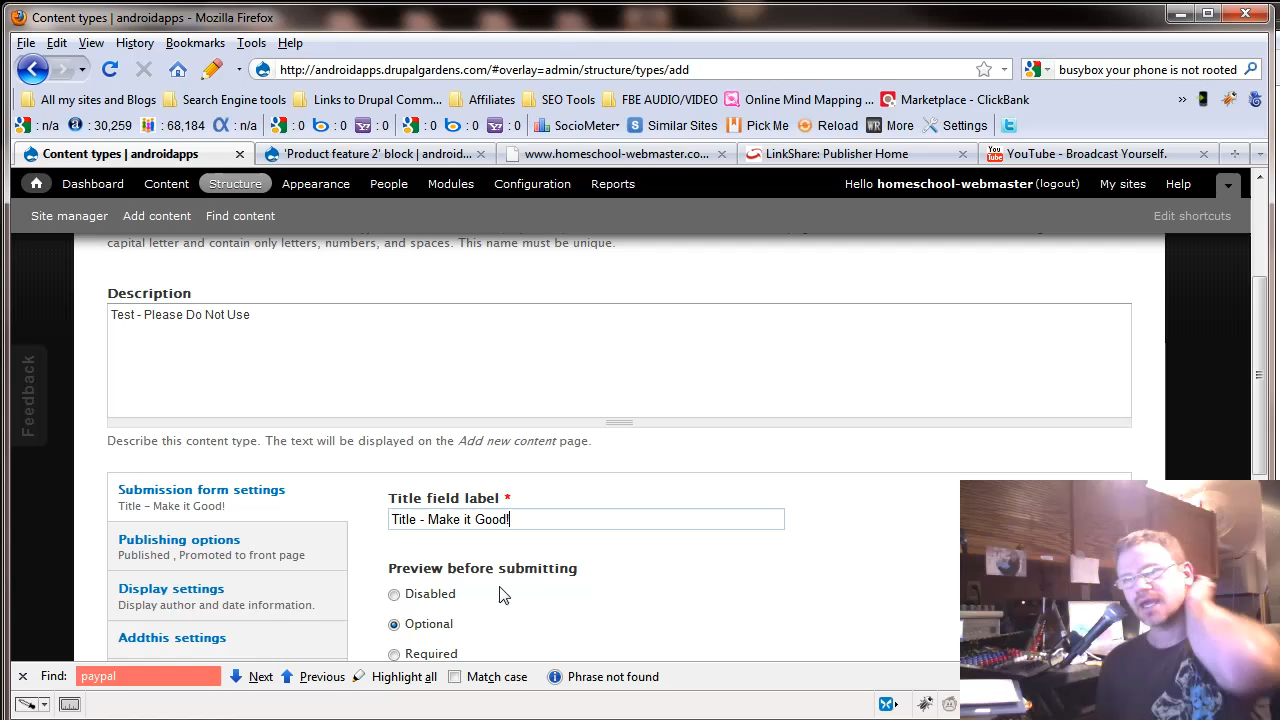 Content types | androidapps - Mozilla Firefox
File Edit View History Bookmarks Tools Help
http://androidapps.drupalgardens.com/#overlay=admin/structure/types/add
busybox your phone is not rooted
All my sites and Blogs Search Engine tools Links to Drupal Comm... Affiliates SEO Tools FBE AUDIO/VIDEO Online Mind Mapping ... Marketplace - ClickBank
: n/a : 30,259 : 68,184 : n/a : 0 : 0 : 0 : 0 : 0 : 0 SocioMeter Similar Sites Pick Me Reload More Settings
Content types | androidapps 'Product feature 2' block | android... www.homeschool-webmaster.co... LinkShare: Publisher Home YouTube - Broadcast Yourself.
Dashboard Content Structure Appearance People Modules Configuration Reports Hello homeschool-webmaster (logout) My sites Help
Site manager Add content Find content Edit shortcuts
capital letter and contain only letters, numbers, and spaces. This name must be unique.
Description
Test - Please Do Not Use
Describe this content type. The text will be displayed on the Add new content page.
Feedback
Submission form settings
Title - Make it Good!
Publishing options
Published , Promoted to front page
Display settings
Display author and date information.
Addthis settings
Title field label *
Title - Make it Good!
Preview before submitting
Disabled
Optional
Required
Find: paypal Next Previous Highlight all Match case Phrase not found